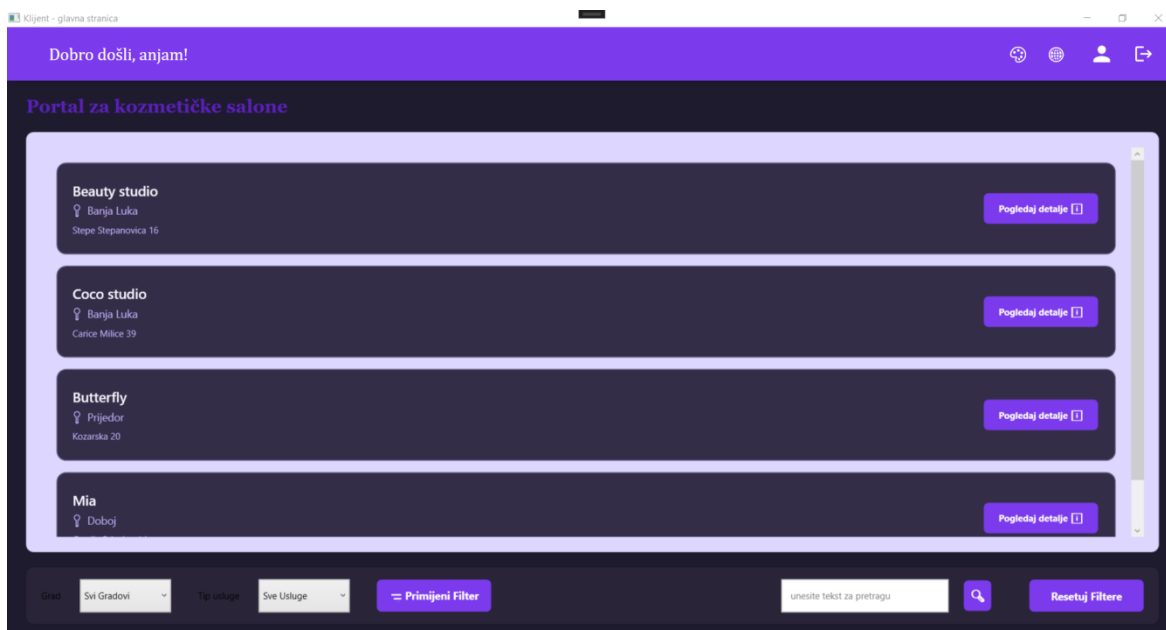 Klijent - glavna stranica
Dobro došli, anjam!
Portal za kozmetičke salone
Beauty studio
Banja Luka
Stepe Stepanovica 16
Pogledaj detalje
Coco studio
Banja Luka
Carice Milice 39
Pogledaj detalje
Butterfly
Prijedor
Kozarska 20
Pogledaj detalje
Mia
Doboj
Pogledaj detalje
Grad
Svi Gradovi
Tip usluge
Sve Usluge
Primijeni Filter
unesite tekst za pretragu
Resetuj Filtere